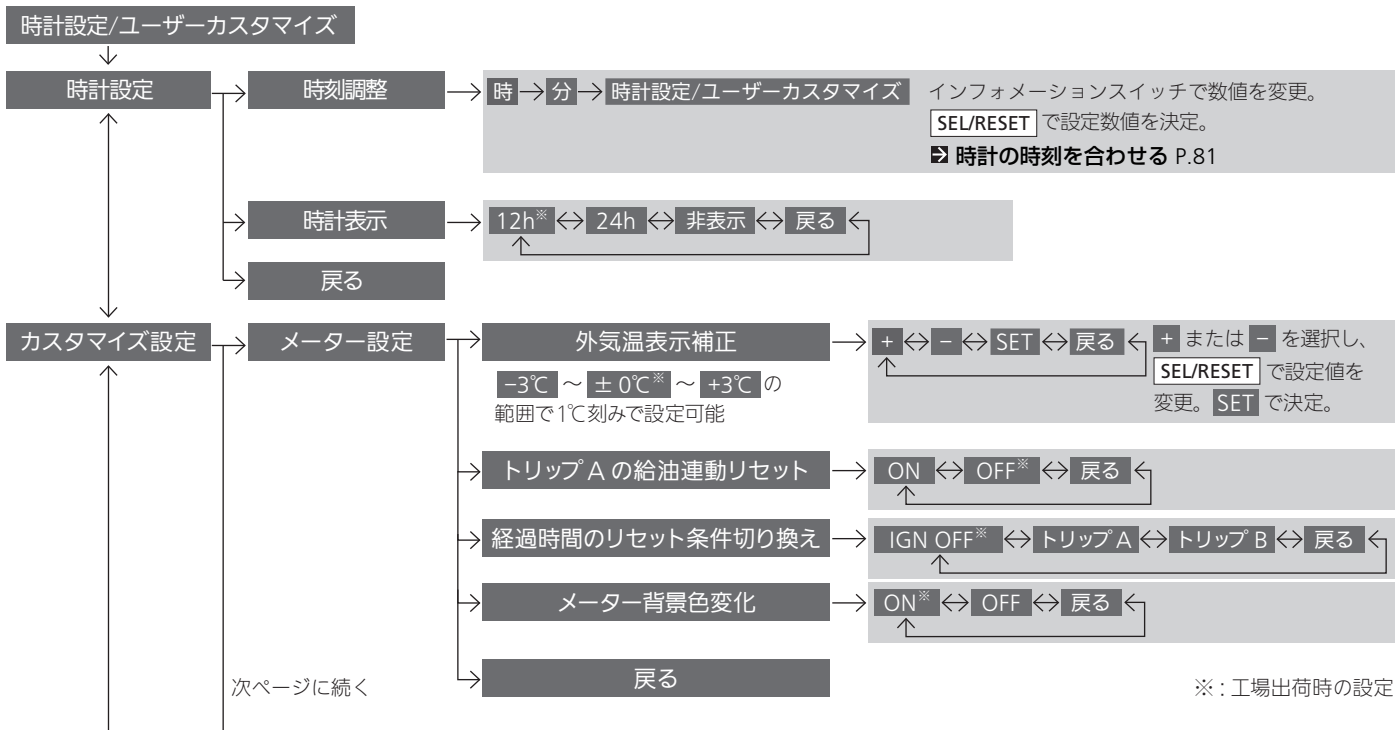 時計設定/ユーザーカスタマイズ
時計設定
時刻調整
時 分 時計設定/ユーザーカスタマイズ
インフォメーションスイッチで数値を変更。
SEL/RESET で設定数値を決定。
時計の時刻を合わせる P.81
時計表示
12h※ 24h 非表示 戻る
戻る
カスタマイズ設定
メーター設定
外気温表示補正
−3℃ ～ ± 0℃※ ～ +3℃ の
範囲で1℃刻みで設定可能
+ − SET 戻る
+ または − を選択し、
SEL/RESET で設定値を
変更。 SET で決定。
トリップ A の給油連動リセット
ON OFF※ 戻る
経過時間のリセット条件切り換え
IGN OFF※ トリップ A トリップ B 戻る
メーター背景色変化
ON※ OFF 戻る
戻る
次ページに続く
※ : 工場出荷時の設定